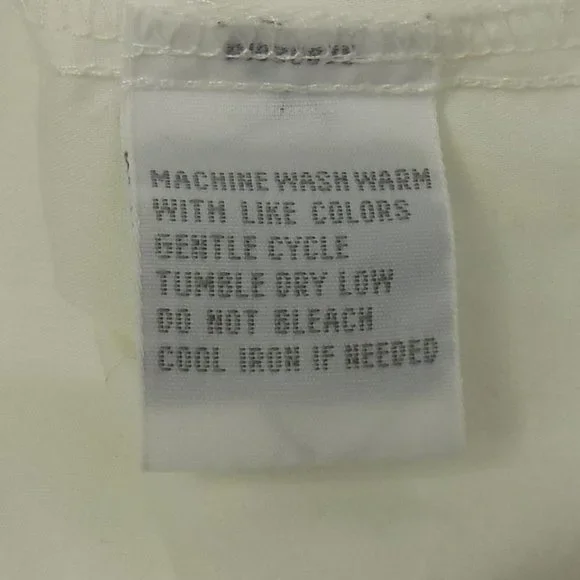 MACHINE WASH WARM
WITH LIKE COLORS
GENTLE CYCLE
TUMBLE DRY LOW
DO NOT BLEACH
COOL IRON IF NEEDED